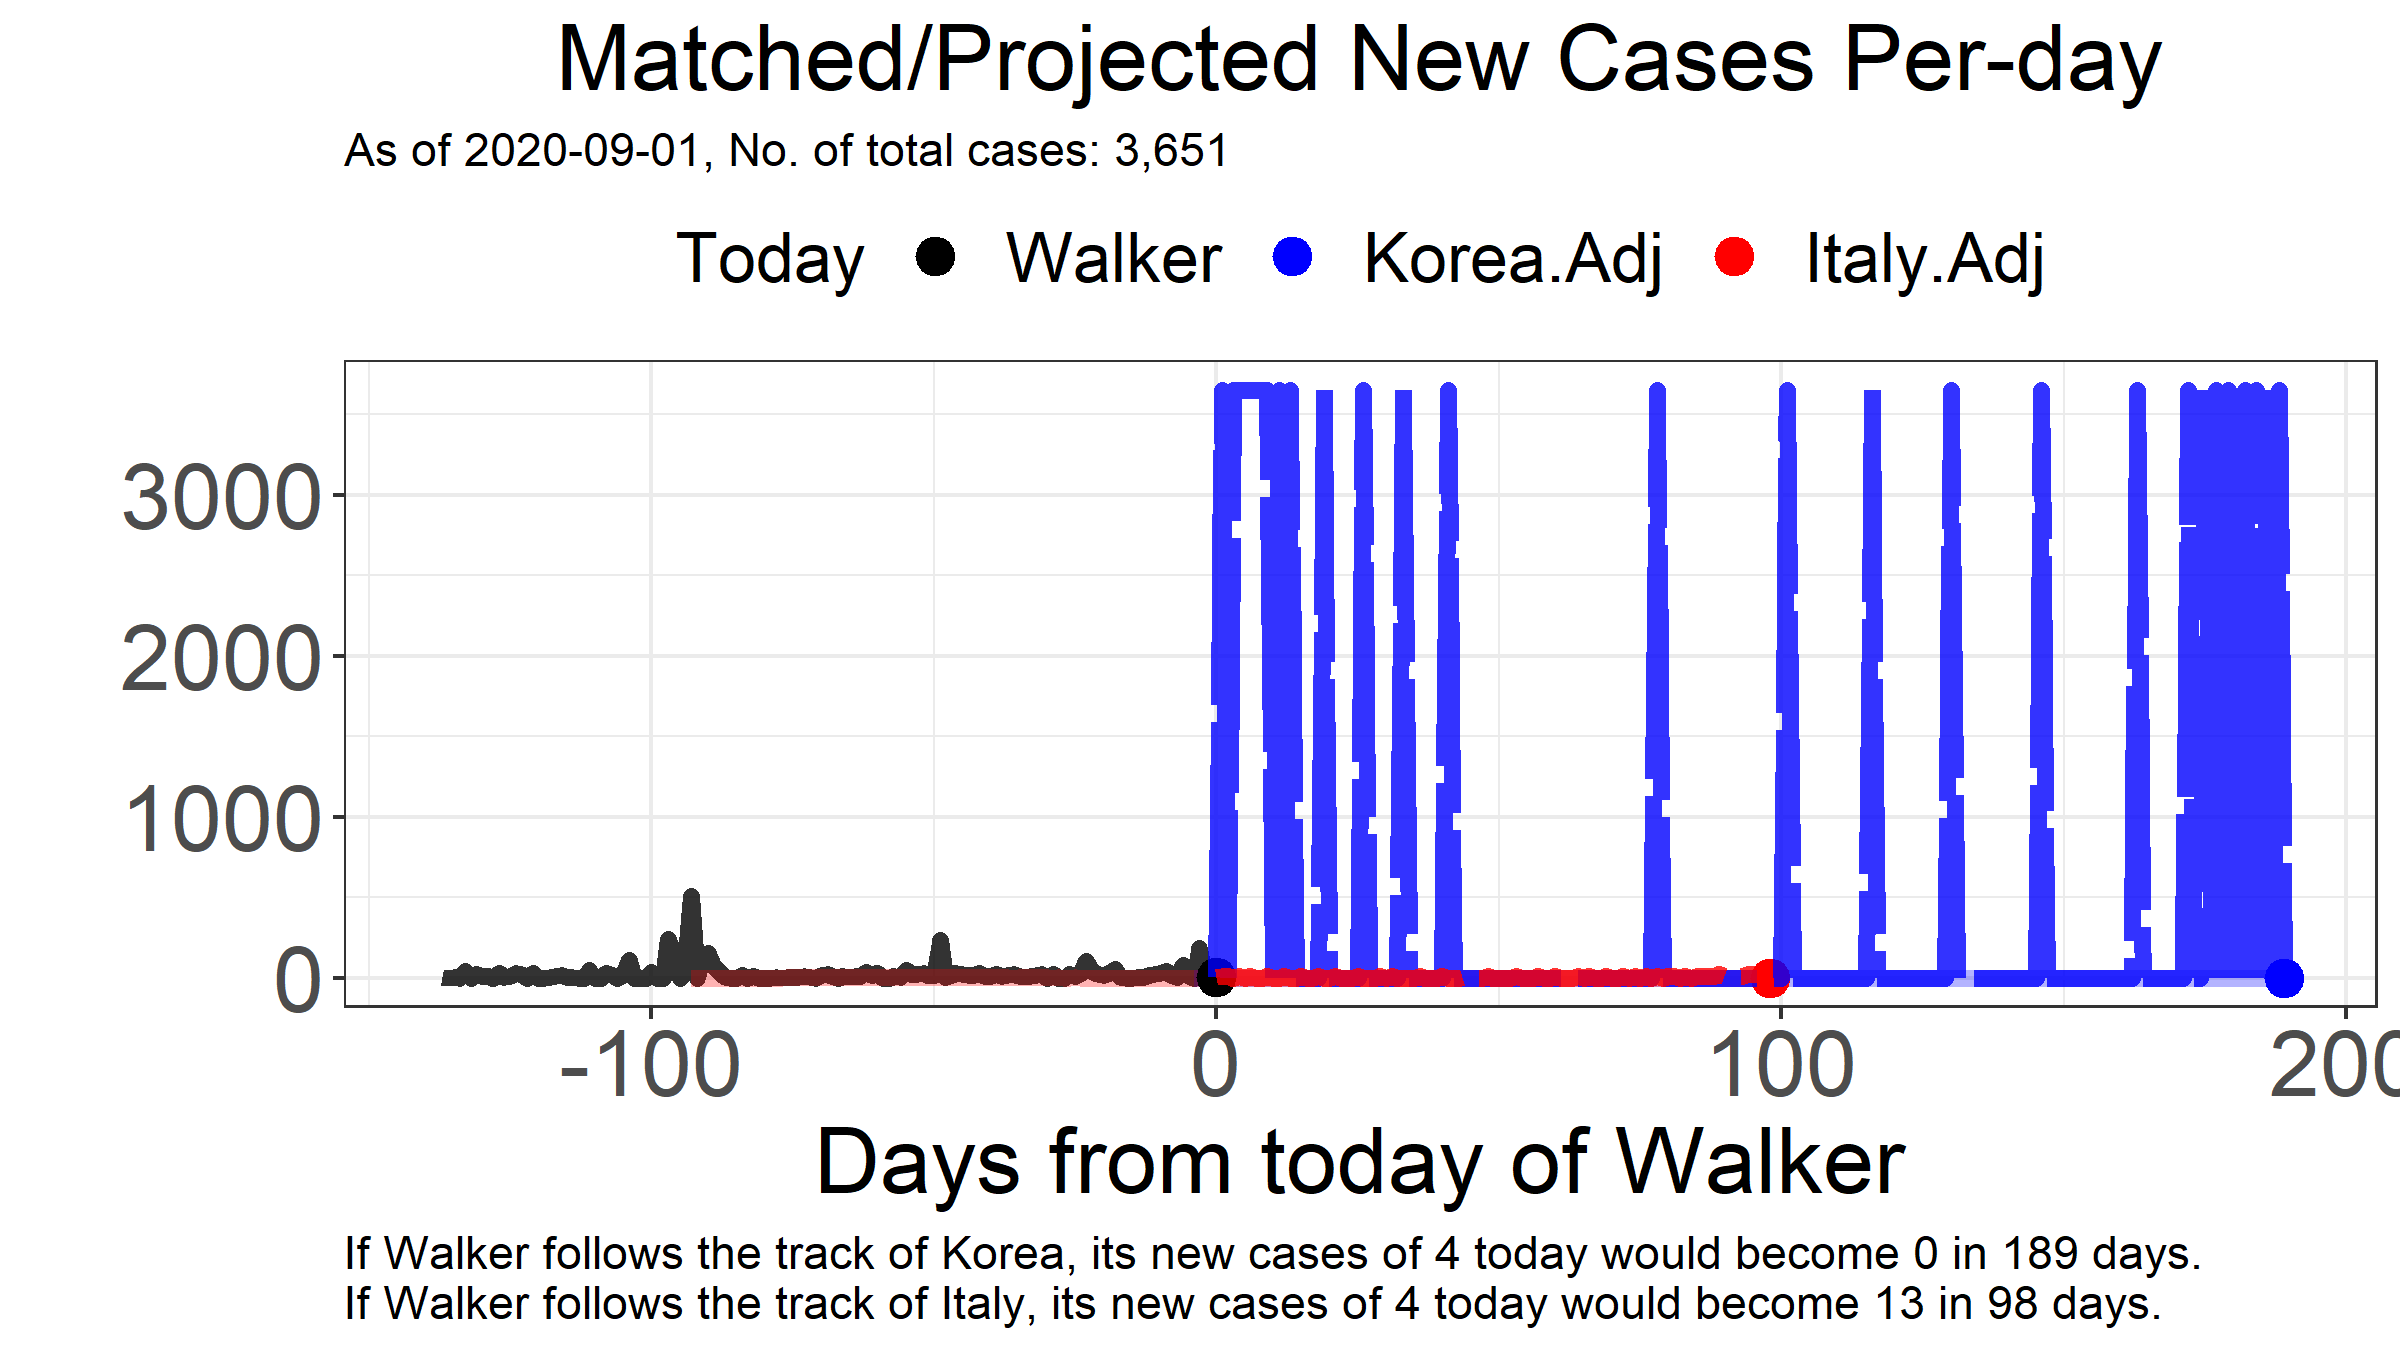 Matched/Projected New Cases Per-day
As of 2020-09-01, No. of total cases: 3,651
Today Walker Korea.Adj Italy.Adj
3000
2000
1000
0
-100 0 100 200
Days from today of Walker
If Walker follows the track of Korea, its new cases of 4 today would become 0 in 189 days.
If Walker follows the track of Italy, its new cases of 4 today would become 13 in 98 days.